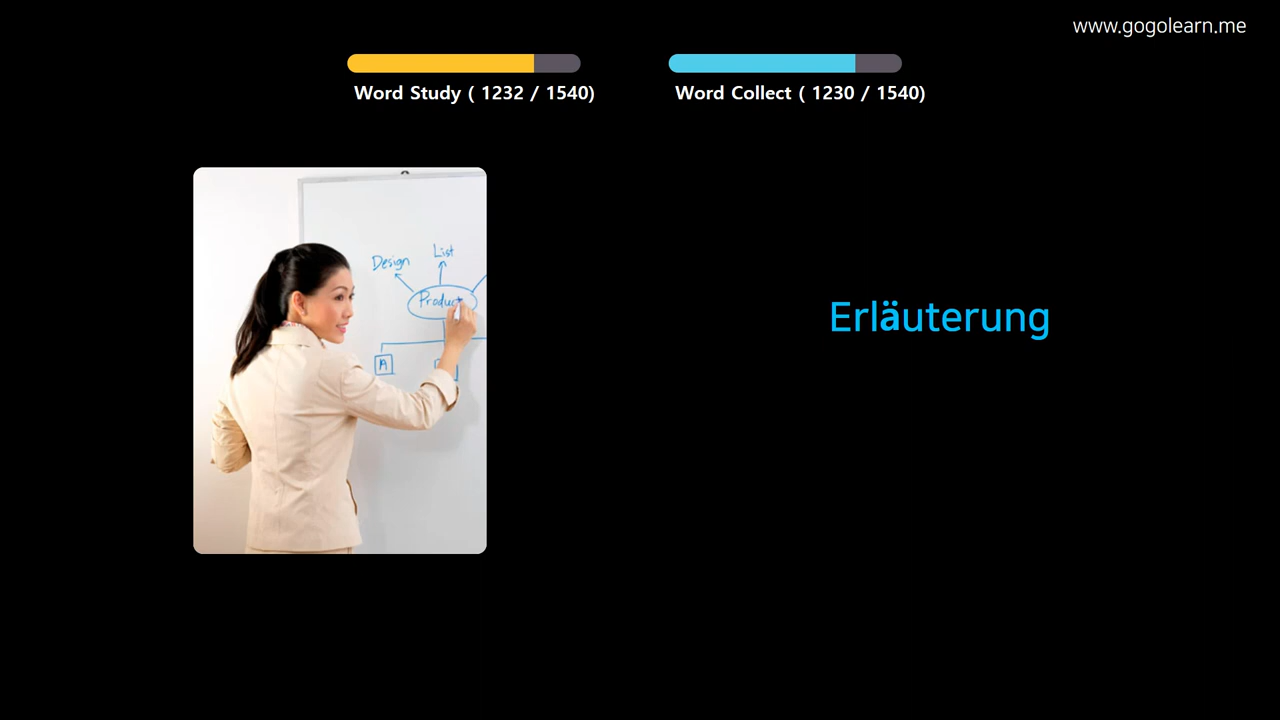 www.gogolearn.me
Word Study ( 1232 / 1540)
Word Collect ( 1230 / 1540)
Design
List
Product
A
Erläuterung